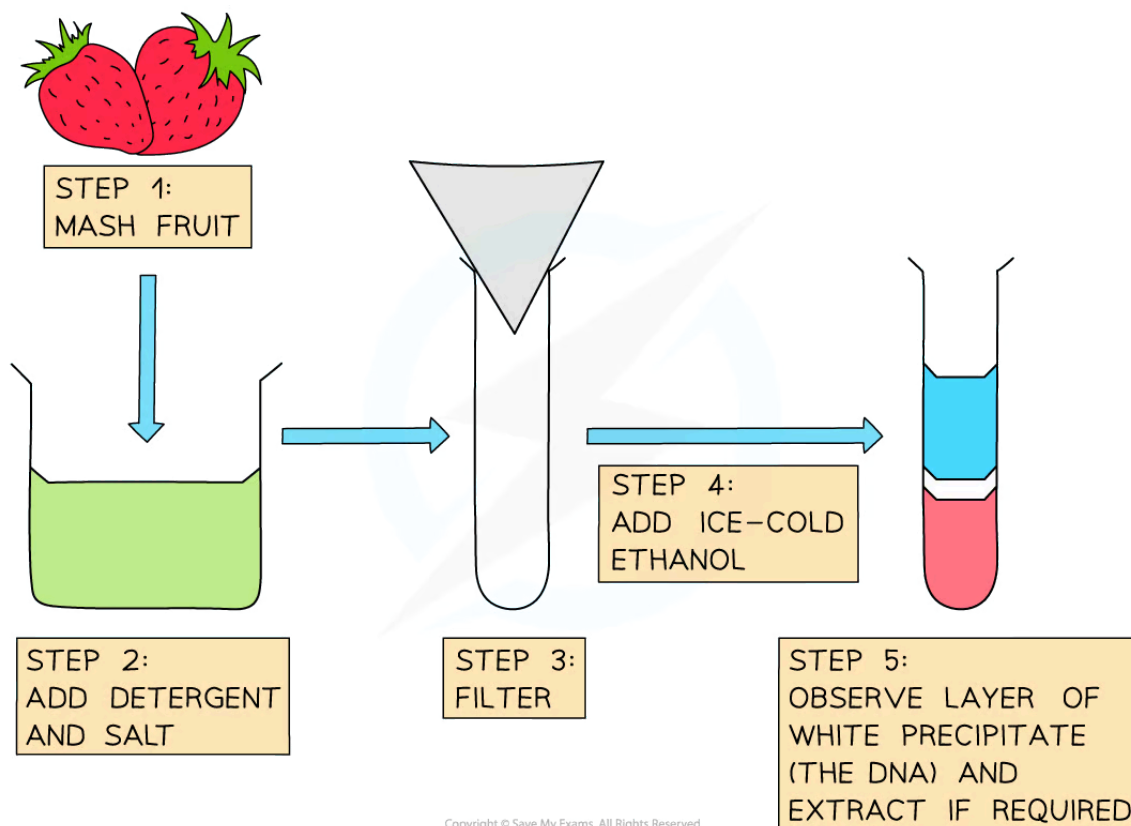 STEP 1:
MASH FRUIT
STEP 2:
ADD DETERGENT
AND SALT
STEP 3:
FILTER
STEP 4:
ADD ICE-COLD
ETHANOL
STEP 5:
OBSERVE LAYER OF
WHITE PRECIPITATE
(THE DNA) AND
EXTRACT IF REQUIRED
Copyright © Save My Exams. All Rights Reserved